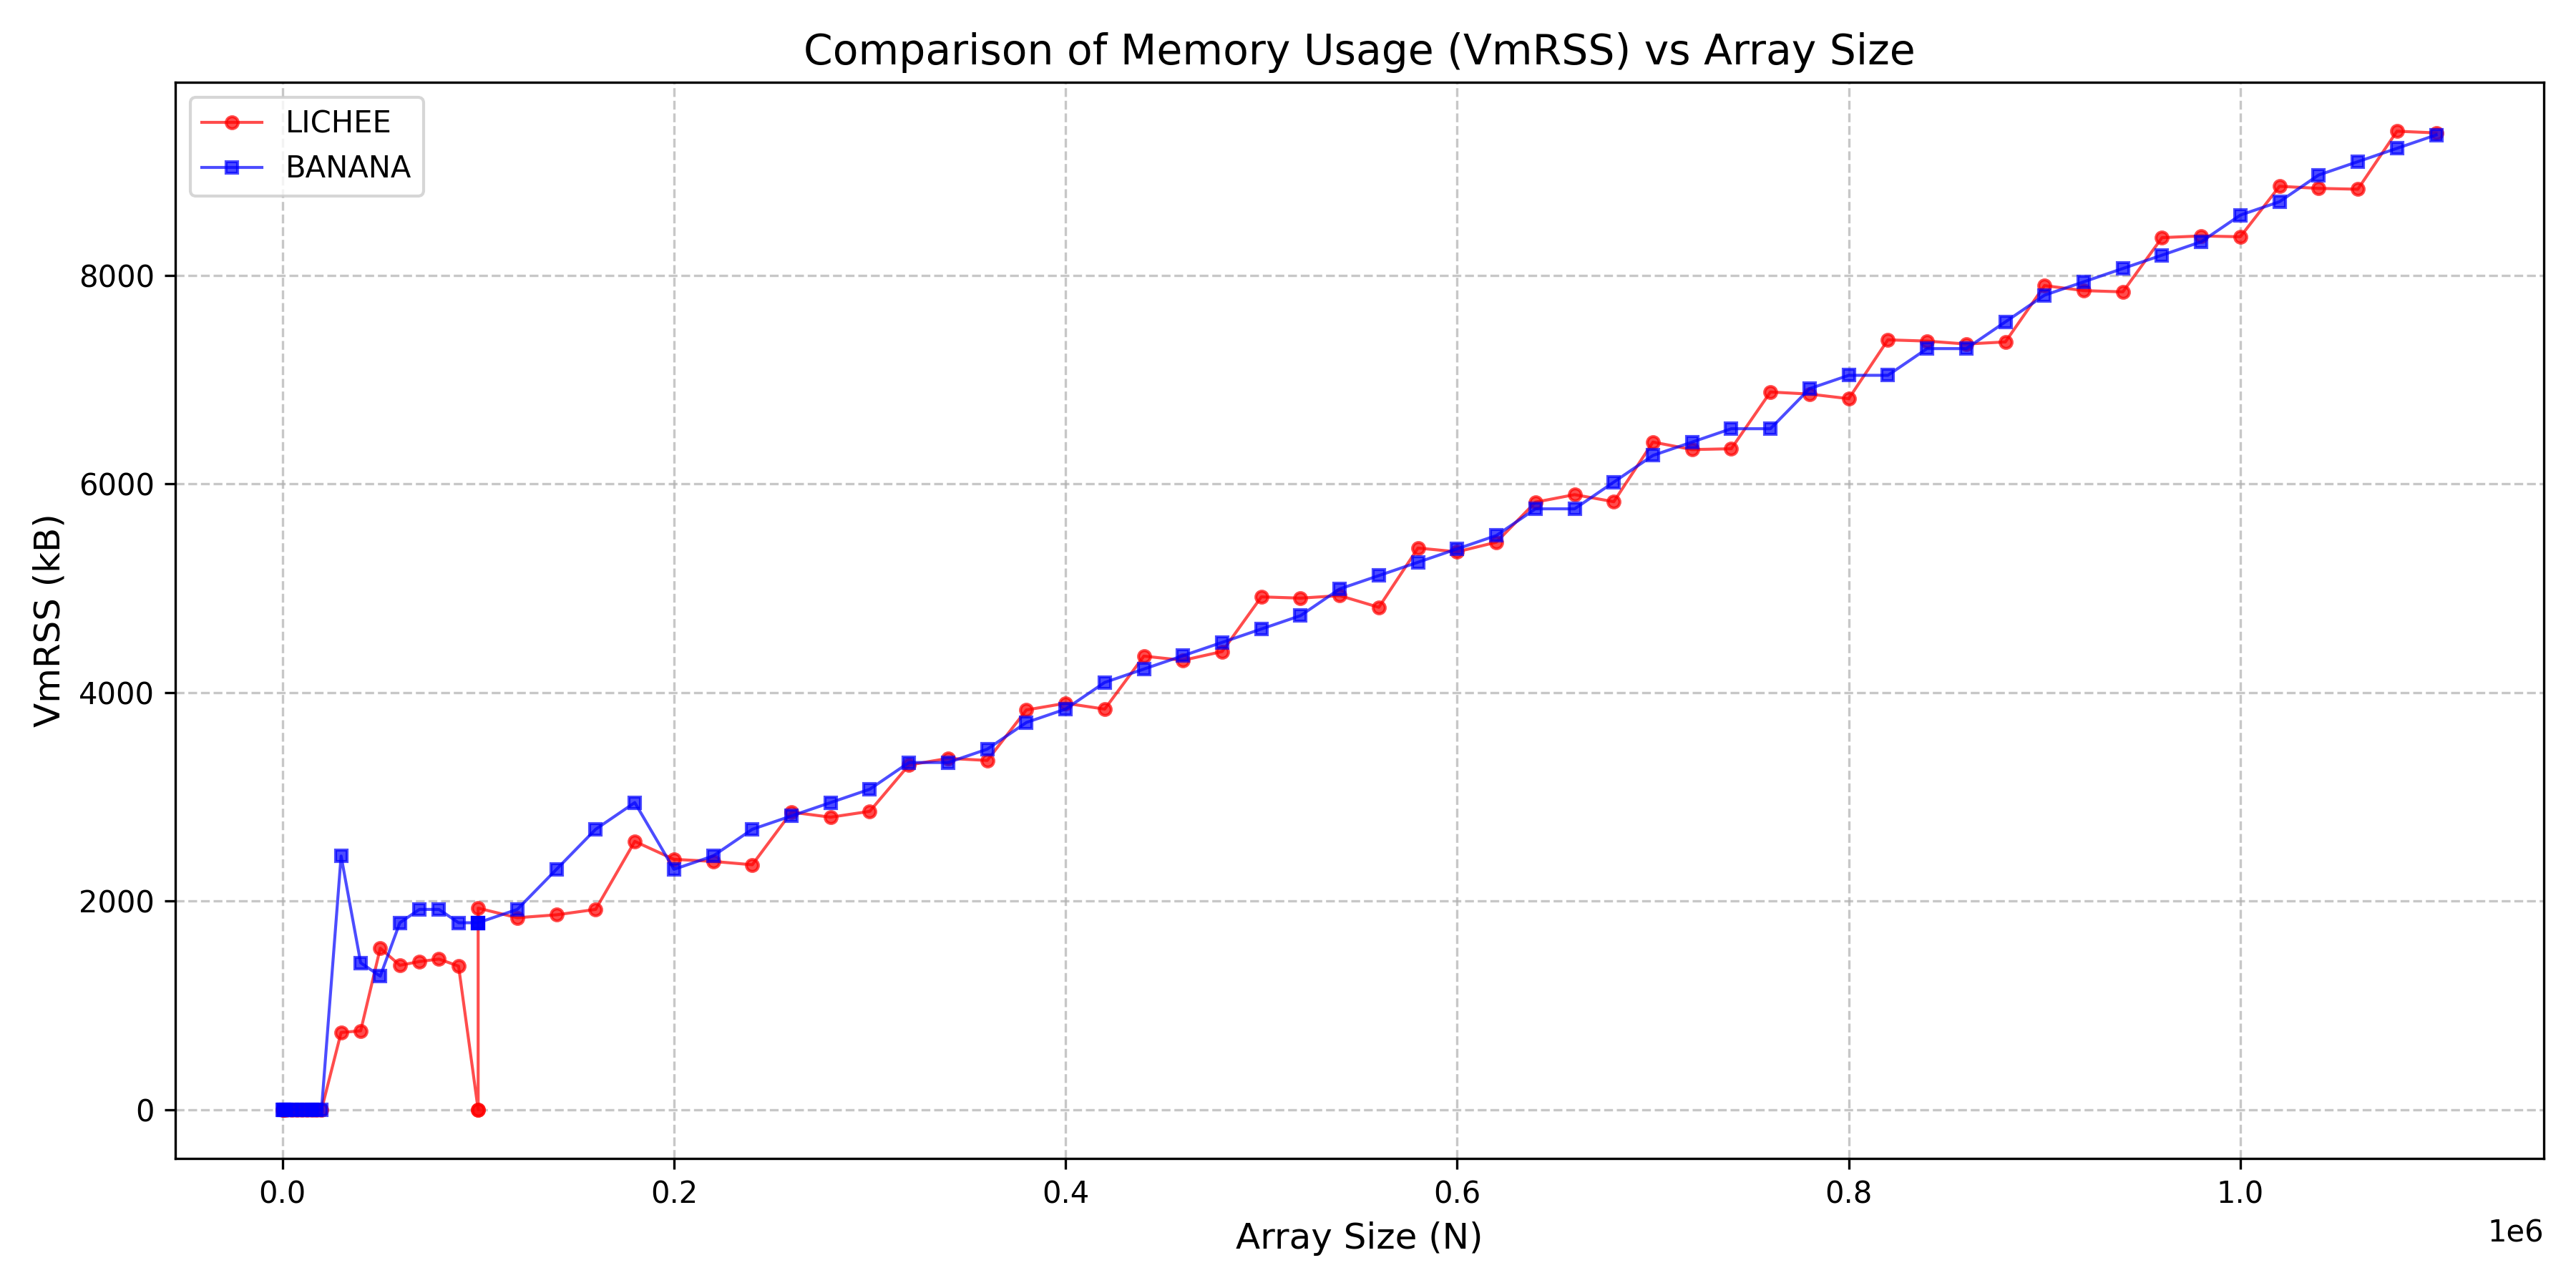 Comparison of Memory Usage (VmRSS) vs Array Size
LICHEE
BANANA
VmRSS (kB)
8000
6000
4000
2000
0
0.0 0.2 0.4 0.6 0.8 1.0
1e6
Array Size (N)